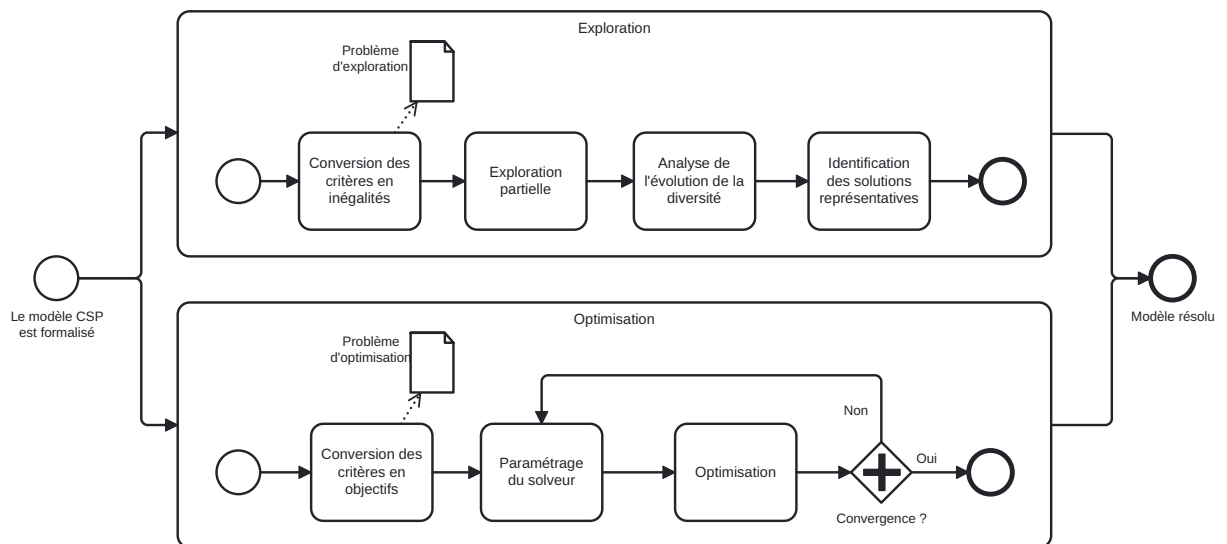 Exploration
Problème
d'exploration
Conversion des
critères en
inégalités
Exploration
partielle
Analyse de
l'évolution de la
diversité
Identification
des solutions
représentatives
Le modèle CSP
est formalisé
Modèle résolu
Optimisation
Problème
d'optimisation
Non
Conversion des
critères en
objectifs
Paramétrage
du solveur
Optimisation
Oui
Convergence ?